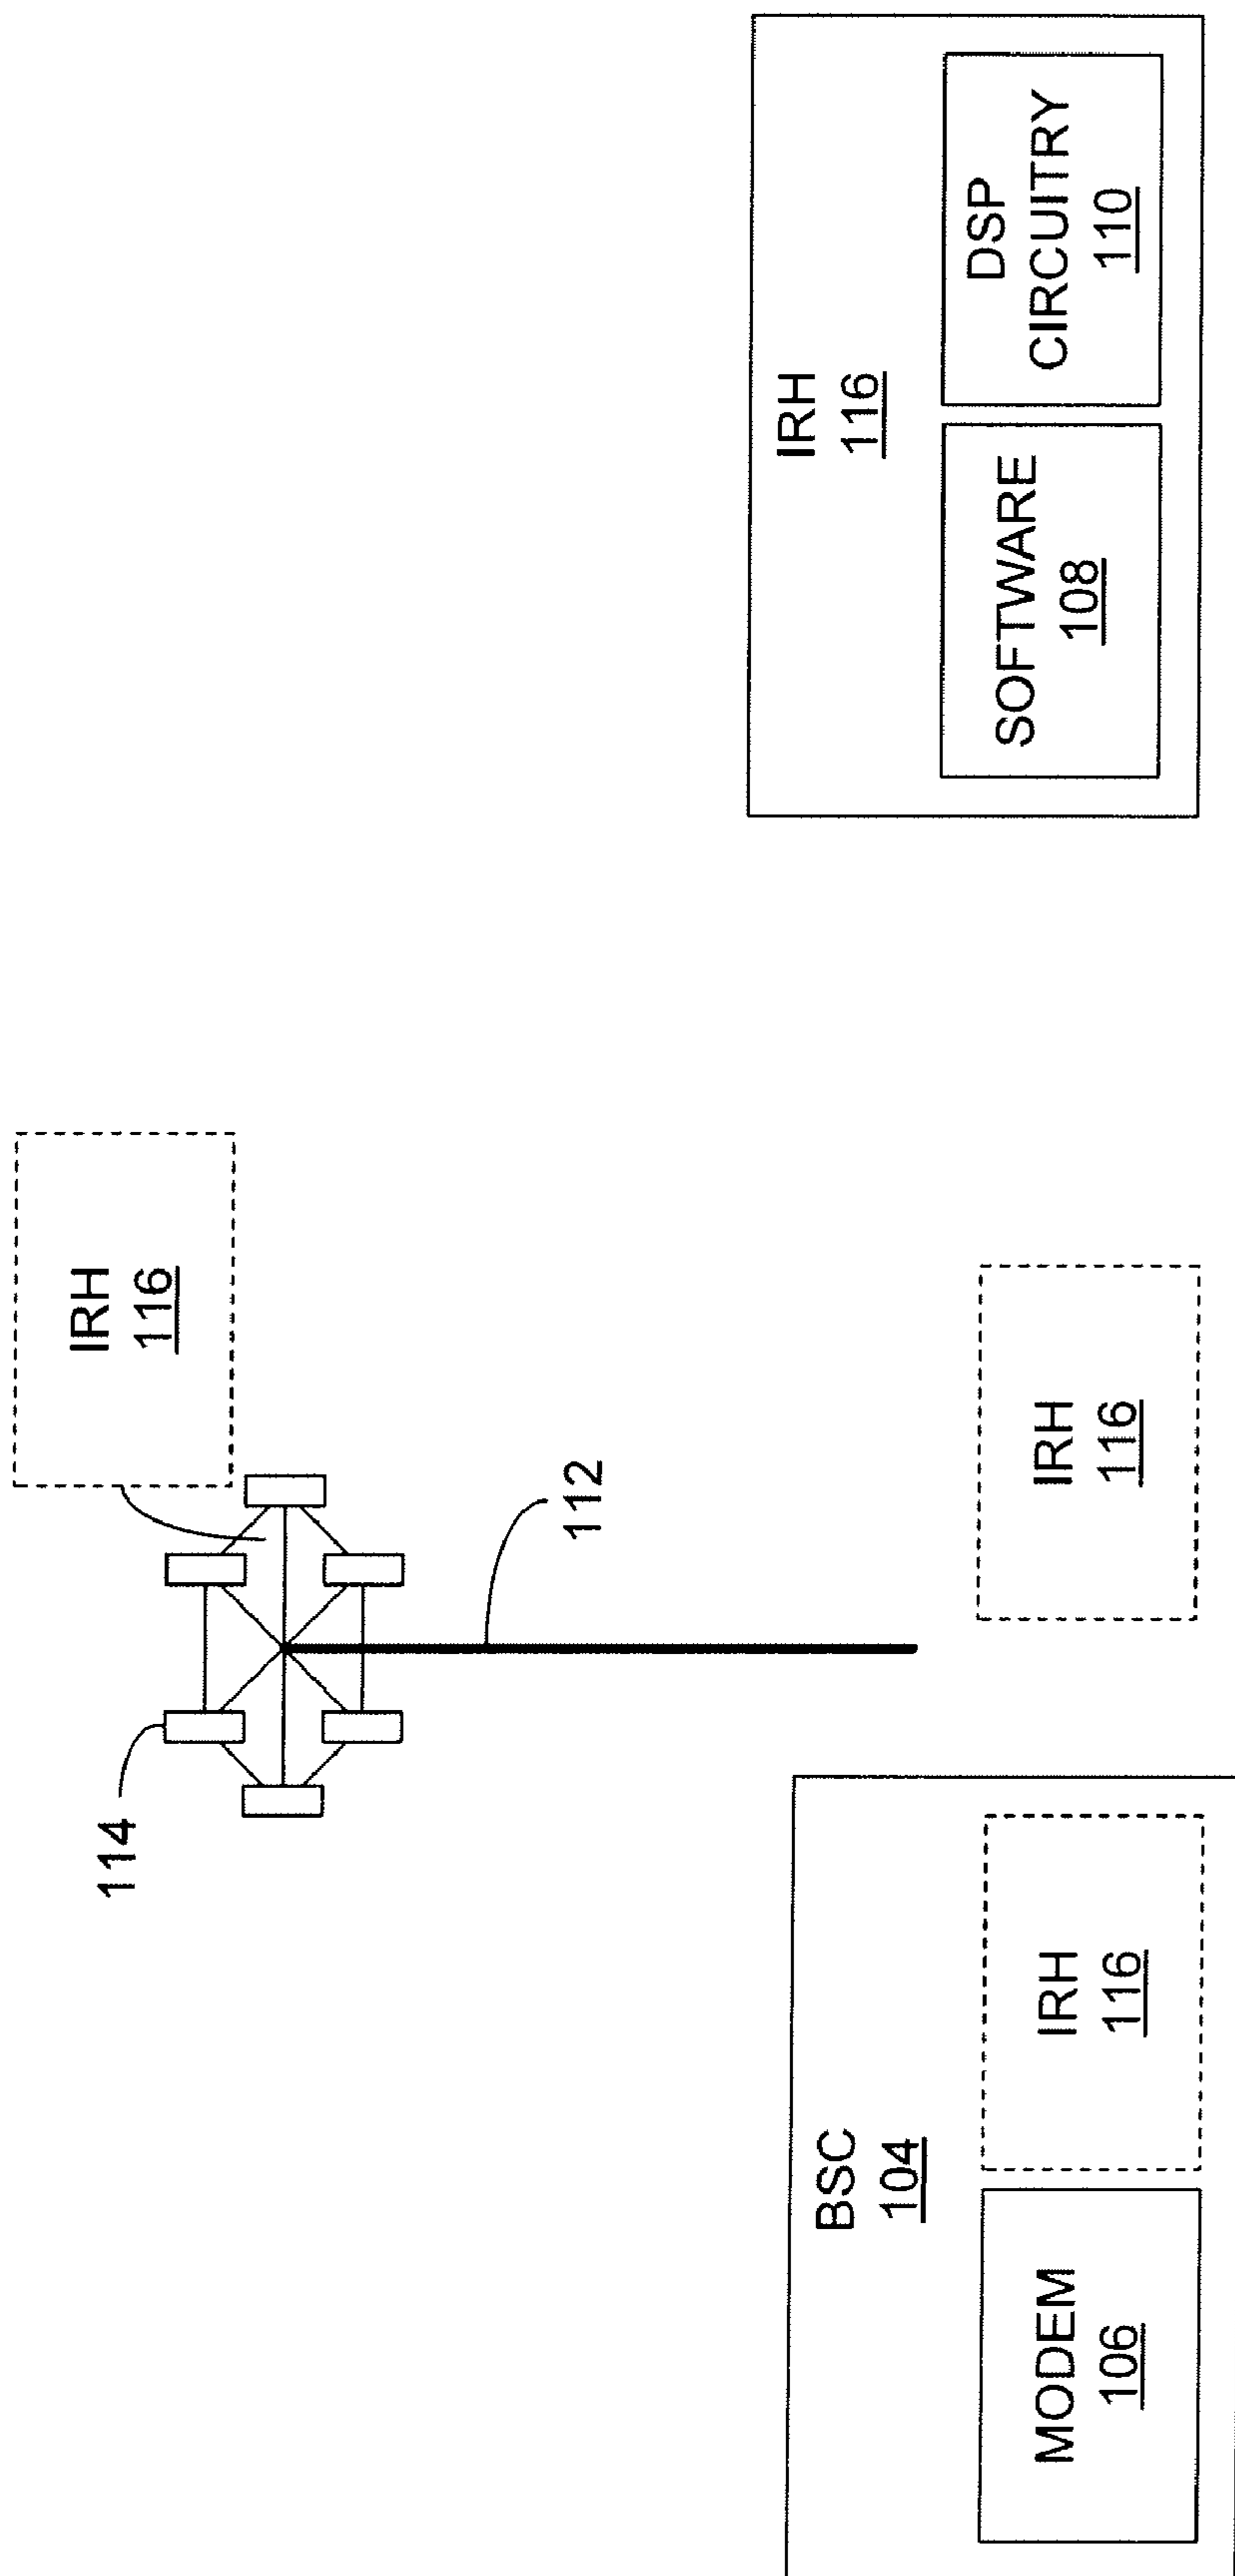 114
IRH
116
112
BSC
104
MODEM
106
IRH
116
IRH
116
IRH
116
SOFTWARE
108
DSP
CIRCUITRY
110